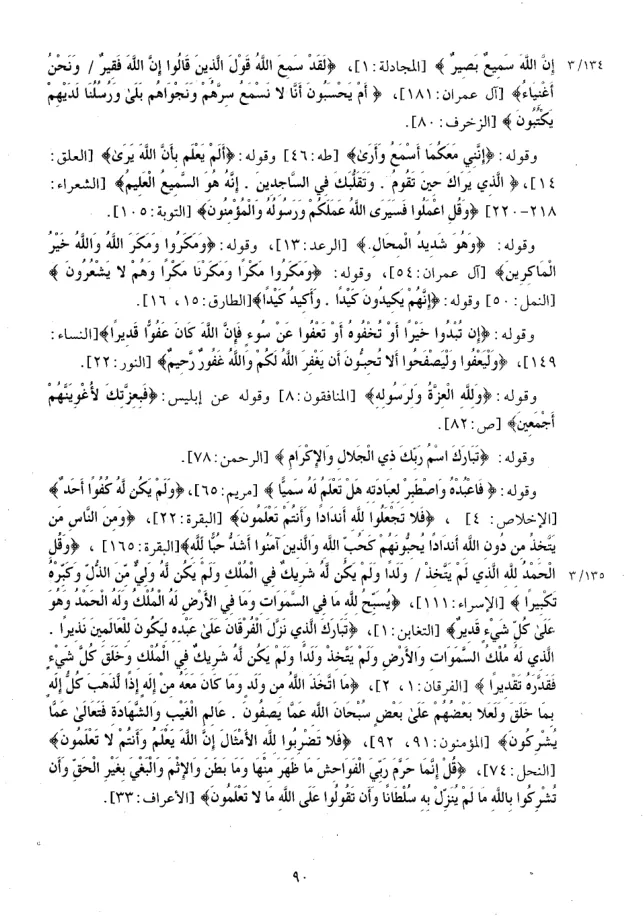 ٣/١٣٤ إِنَّ اللَّهَ سَمِيعٌ بَصِيرٌ ﴾ [المجادلة: ١]، ﴿لَقَدْ سَمِعَ اللَّهُ قَوْلَ الَّذِينَ قَالُوا إِنَّ اللَّهَ فَقِيرٌ / وَنَحْنُ
أَغْنِيَاءُ﴾ [آل عمران: ١٨١]، ﴿ أَمْ يَحْسَبُونَ أَنَّا لا نَسْمَعُ سِرَّهُمْ وَنَجْوَاهُم بَلَىٰ وَرُسُلُنَا لَدَيْهِمْ
يَكْتُبُونَ ﴾ [الزخرف: ٨٠].
وقوله: ﴿إِنَّنِي مَعَكُمَا أَسْمَعُ وَأَرَىٰ﴾ [طه: ٤٦] وقوله: ﴿أَلَمْ يَعْلَم بِأَنَّ اللَّهَ يَرَىٰ﴾ [العلق:
١٤]، ﴿ الَّذِي يَرَاكَ حِينَ تَقُومُ . وَتَقَلُّبَكَ فِي السَّاجِدِينَ . إِنَّهُ هُوَ السَّمِيعُ الْعَلِيمُ﴾ [الشعراء:
٢١٨-٢٢٠] ﴿وَقُلِ اعْمَلُوا فَسَيَرَى اللَّهُ عَمَلَكُمْ وَرَسُولُهُ وَالْمُؤْمِنُونَ﴾ [التوبة: ١٠٥].
وقوله: ﴿وَهُوَ شَدِيدُ الْمِحَالِ ﴾ [الرعد: ١٣]، وقوله: ﴿وَمَكَرُوا وَمَكَرَ اللَّهُ وَاللَّهُ خَيْرُ
الْمَاكِرِينَ﴾ [آل عمران: ٥٤]، وقوله: ﴿وَمَكَرُوا مَكْرًا وَمَكَرْنَا مَكْرًا وَهُمْ لا يَشْعُرُونَ ﴾
[النمل: ٥٠] وقوله: ﴿إِنَّهُمْ يَكِيدُونَ كَيْدًا . وَأَكِيدُ كَيْدًا﴾[الطارق: ١٥، ١٦].
وقوله: ﴿إِن تُبْدُوا خَيْرًا أَوْ تُخْفُوهُ أَوْ تَعْفُوا عَن سُوءٍ فَإِنَّ اللَّهَ كَانَ عَفُوًّا قَدِيرًا﴾[النساء:
١٤٩]، ﴿وَلْيَعْفُوا وَلْيَصْفَحُوا أَلا تُحِبُّونَ أَن يَغْفِرَ اللَّهُ لَكُمْ وَاللَّهُ غَفُورٌ رَّحِيمٌ﴾ [النور: ٢٢].
وقوله: ﴿وَلِلَّهِ الْعِزَّةُ وَلِرَسُولِهِ﴾ [المنافقون: ٨] وقوله عن إبليس: ﴿فَبِعِزَّتِكَ لأُغْوِيَنَّهُمْ
أَجْمَعِينَ﴾ [ص: ٨٢].
وقوله: ﴿تَبَارَكَ اسْمُ رَبِّكَ ذِي الْجَلالِ وَالإِكْرَامِ ﴾ [الرحمن: ٧٨].
وقوله: ﴿ فَاعْبُدْهُ وَاصْطَبِرْ لِعِبَادَتِهِ هَلْ تَعْلَمُ لَهُ سَمِيًّا ﴾ [مريم: ٦٥]، ﴿وَلَمْ يَكُن لَّهُ كُفُوًا أَحَدٌ ﴾
[الإخلاص: ٤] ، ﴿فَلا تَجْعَلُوا لِلَّهِ أَندَادًا وَأَنتُمْ تَعْلَمُونَ﴾ [البقرة: ٢٢]، ﴿وَمِنَ النَّاسِ مَن
يَتَّخِذُ مِن دُونِ اللَّهِ أَندَادًا يُحِبُّونَهُمْ كَحُبِّ اللَّهِ وَالَّذِينَ آمَنُوا أَشَدُّ حُبًّا لِّلَّهِ﴾[البقرة: ١٦٥] ، ﴿وَقُلِ
٣/١٣٥ الْحَمْدُ لِلَّهِ الَّذِي لَمْ يَتَّخِذْ / وَلَدًا وَلَمْ يَكُن لَّهُ شَرِيكٌ فِي الْمُلْكِ وَلَمْ يَكُن لَّهُ وَلِيٌّ مِّنَ الذُّلِّ وَكَبِّرْهُ
تَكْبِيرًا ﴾ [الإسراء: ١١١]، ﴿يُسَبِّحُ لِلَّهِ مَا فِي السَّمَوَاتِ وَمَا فِي الأَرْضِ لَهُ الْمُلْكُ وَلَهُ الْحَمْدُ وَهُوَ
عَلَىٰ كُلِّ شَيْءٍ قَدِيرٌ﴾ [التغابن: ١]، ﴿تَبَارَكَ الَّذِي نَزَّلَ الْفُرْقَانَ عَلَىٰ عَبْدِهِ لِيَكُونَ لِلْعَالَمِينَ نَذِيرًا .
الَّذِي لَهُ مُلْكُ السَّمَوَاتِ وَالأَرْضِ وَلَمْ يَتَّخِذْ وَلَدًا وَلَمْ يَكُن لَّهُ شَرِيكٌ فِي الْمُلْكِ وَخَلَقَ كُلَّ شَيْءٍ
فَقَدَّرَهُ تَقْدِيرًا ﴾ [الفرقان: ١، ٢]، ﴿مَا اتَّخَذَ اللَّهُ مِن وَلَدٍ وَمَا كَانَ مَعَهُ مِنْ إِلَهٍ إِذًا لَّذَهَبَ كُلُّ إِلَهٍ
بِمَا خَلَقَ وَلَعَلا بَعْضُهُمْ عَلَىٰ بَعْضٍ سُبْحَانَ اللَّهِ عَمَّا يَصِفُونَ . عَالِمِ الْغَيْبِ وَالشَّهَادَةِ فَتَعَالَىٰ عَمَّا
يُشْرِكُونَ﴾ [المؤمنون: ٩١، ٩٢]، ﴿فَلا تَضْرِبُوا لِلَّهِ الأَمْثَالَ إِنَّ اللَّهَ يَعْلَمُ وَأَنتُمْ لا تَعْلَمُونَ﴾
[النحل: ٧٤]، ﴿قُلْ إِنَّمَا حَرَّمَ رَبِّيَ الْفَوَاحِشَ مَا ظَهَرَ مِنْهَا وَمَا بَطَنَ وَالإِثْمَ وَالْبَغْيَ بِغَيْرِ الْحَقِّ وَأَن
تُشْرِكُوا بِاللَّهِ مَا لَمْ يُنَزِّلْ بِهِ سُلْطَانًا وَأَن تَقُولُوا عَلَى اللَّهِ مَا لا تَعْلَمُونَ﴾ [الأعراف: ٣٣].
٩٠